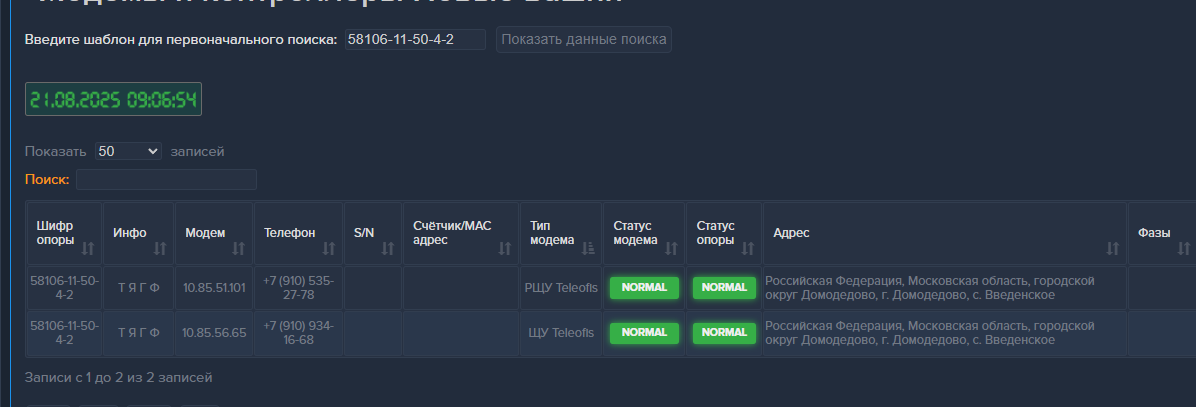 Введите шаблон для первоначального поиска: 58106-11-50-4-2 Показать данные поиска
21.08.2025 09:06:54
Показать 50 записей
Поиск:
Шифр опоры Инфо Модем Телефон S/N Счётчик/MAC адрес Тип модема Статус модема Статус опоры Адрес Фазы
58106-11-50-4-2 Т Я Г Ф 10.85.51.101 +7 (910) 535-27-78 РЩУ Teleofis NORMAL NORMAL Российская Федерация, Московская область, городской округ Домодедово, г. Домодедово, с. Введенское
58106-11-50-4-2 Т Я Г Ф 10.85.56.65 +7 (910) 934-16-68 ЩУ Teleofis NORMAL NORMAL Российская Федерация, Московская область, городской округ Домодедово, г. Домодедово, с. Введенское
Записи с 1 до 2 из 2 записей